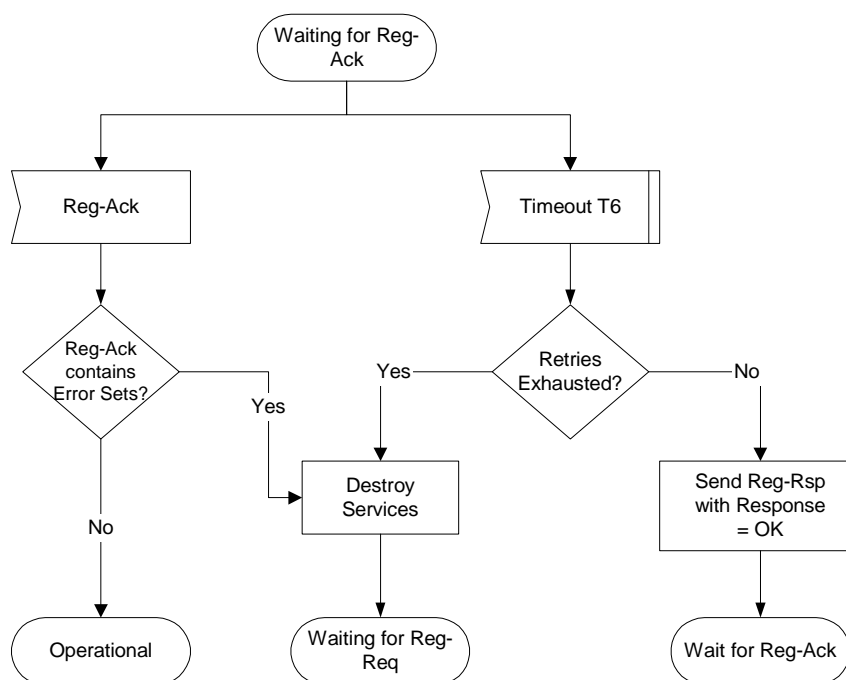 Waiting for Reg-
Ack
Reg-Ack
Timeout T6
Reg-Ack
contains
Error Sets?
Retries
Exhausted?
Yes
No
Yes
Destroy
Services
Send Reg-Rsp
with Response
= OK
No
Operational
Waiting for Reg-
Req
Wait for Reg-Ack